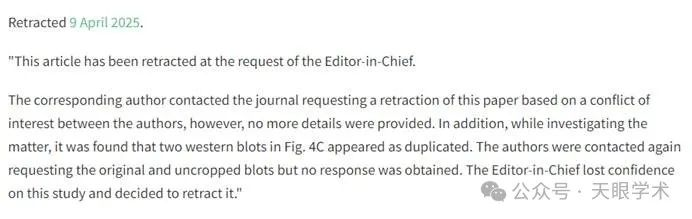 Retracted 9 April 2025.
"This article has been retracted at the request of the Editor-in-Chief.
The corresponding author contacted the journal requesting a retraction of this paper based on a conflict of
interest between the authors, however, no more details were provided. In addition, while investigating the
matter, it was found that two western blots in Fig. 4C appeared as duplicated. The authors were contacted again
requesting the original and uncropped blots but no response was obtained. The Editor-in-Chief lost confidence
on this study and decided to retract it."
公众号 · 天眼学术